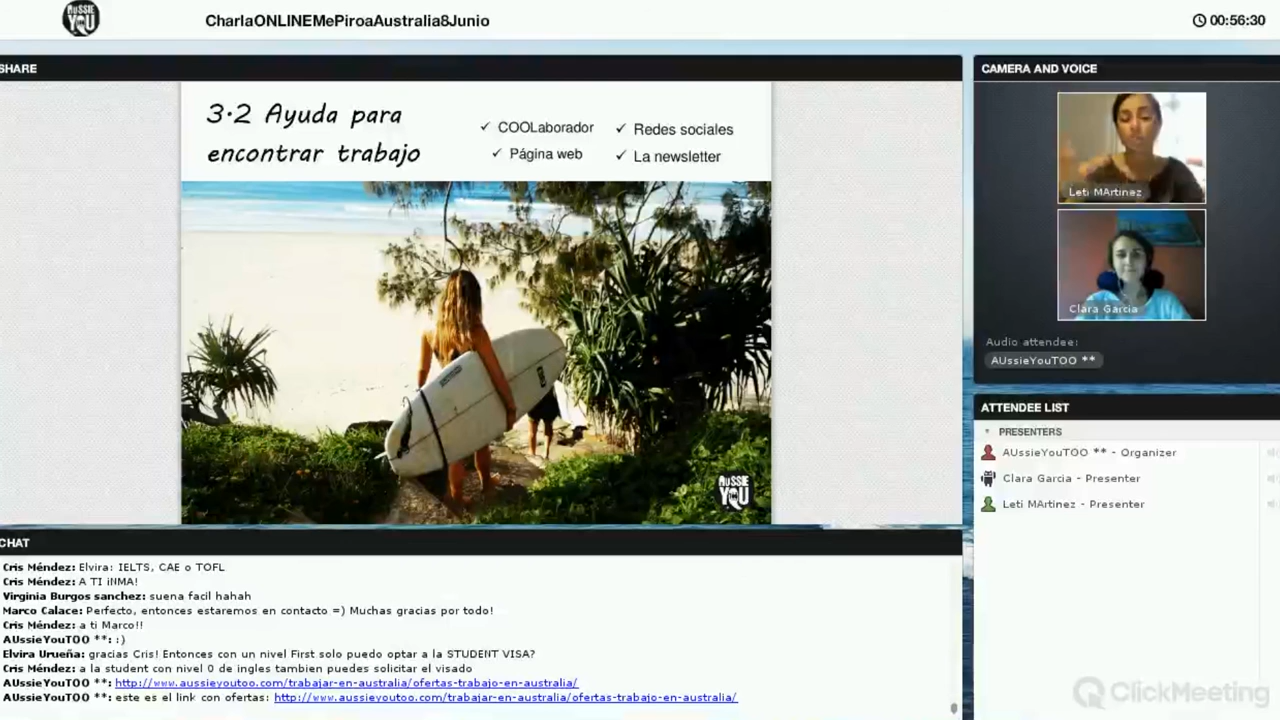 AUSSIE
YOU
TOO
CharlaONLINEMePiroaAustralia8Junio
00:56:30
SHARE
CAMERA AND VOICE
3·2 Ayuda para
encontrar trabajo
✓ COOLaborador
✓ Redes sociales
✓ Página web
✓ La newsletter
AUSSIE
YOU
TOO
Leti MArtinez
Clara Garcia
Audio attendee:
AUssieYouTOO **
ATTENDEE LIST
PRESENTERS
AUssieYouTOO ** - Organizer
Clara Garcia - Presenter
Leti MArtinez - Presenter
CHAT
Cris Méndez: Elvira: IELTS, CAE o TOFL
Cris Méndez: A TI iNMA!
Virginia Burgos sanchez: suena facil hahah
Marco Calace: Perfecto, entonces estaremos en contacto =) Muchas gracias por todo!
Cris Méndez: a ti Marco!!
AUssieYouTOO **: :)
Elvira Urueña: gracias Cris! Entonces con un nivel First solo puedo optar a la STUDENT VISA?
Cris Méndez: a la student con nivel 0 de ingles tambien puedes solicitar el visado
AUssieYouTOO **: http://www.aussieyoutoo.com/trabajar-en-australia/ofertas-trabajo-en-australia/
AUssieYouTOO **: este es el link con ofertas: http://www.aussieyoutoo.com/trabajar-en-australia/ofertas-trabajo-en-australia/
ClickMeeting